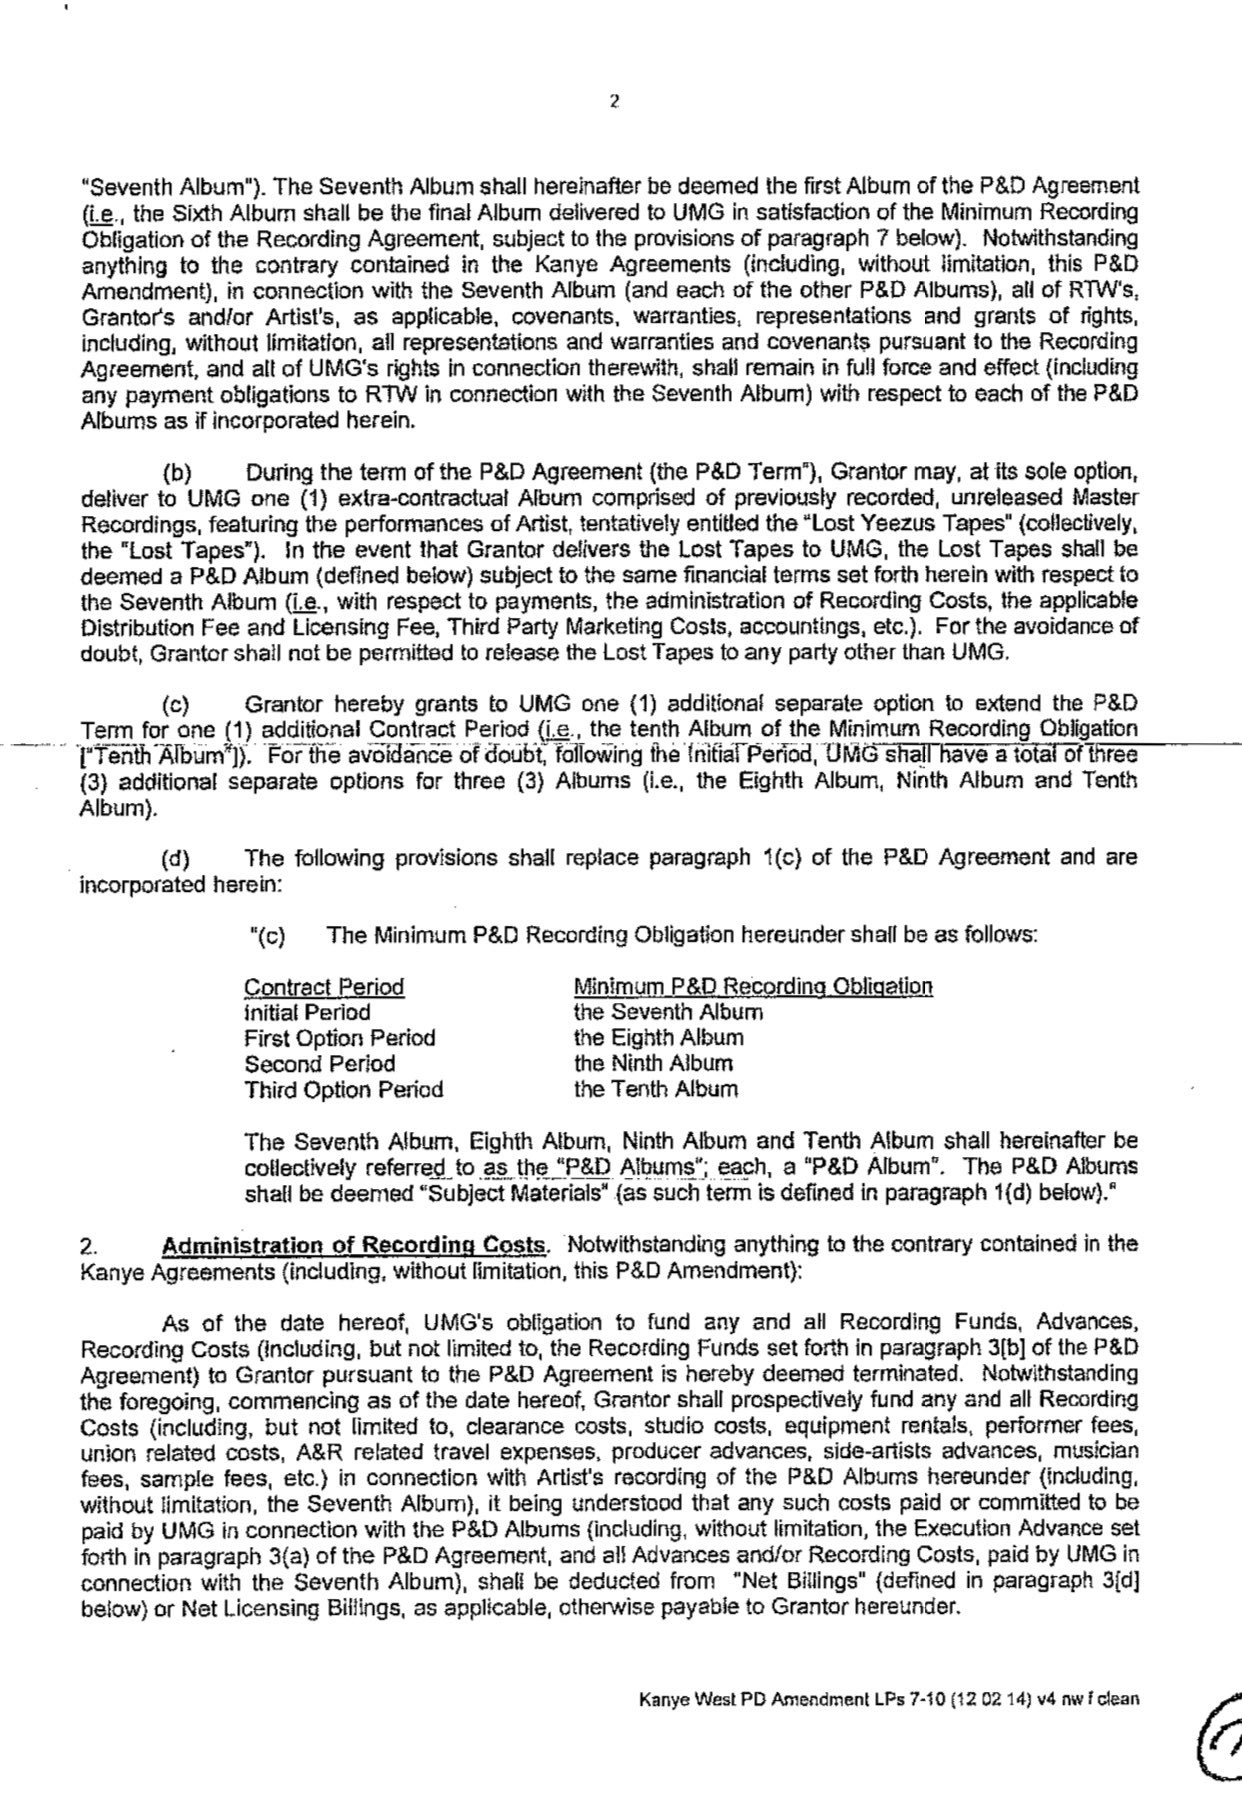 2
"Seventh Album"). The Seventh Album shall hereinafter be deemed the first Album of the P&D Agreement
(i.e., the Sixth Album shall be the final Album delivered to UMG in satisfaction of the Minimum Recording
Obligation of the Recording Agreement, subject to the provisions of paragraph 7 below). Notwithstanding
anything to the contrary contained in the Kanye Agreements (including, without limitation, this P&D
Amendment), in connection with the Seventh Album (and each of the other P&D Albums), all of RTW's,
Grantor's and/or Artist's, as applicable, covenants, warranties, representations and grants of rights,
including, without limitation, all representations and warranties and covenants pursuant to the Recording
Agreement, and all of UMG's rights in connection therewith, shall remain in full force and effect (including
any payment obligations to RTW in connection with the Seventh Album) with respect to each of the P&D
Albums as if incorporated herein.
(b) During the term of the P&D Agreement (the P&D Term"), Grantor may, at its sole option,
deliver to UMG one (1) extra-contractual Album comprised of previously recorded, unreleased Master
Recordings, featuring the performances of Artist, tentatively entitled the "Lost Yeezus Tapes" (collectively,
the "Lost Tapes"). In the event that Grantor delivers the Lost Tapes to UMG, the Lost Tapes shall be
deemed a P&D Album (defined below) subject to the same financial terms set forth herein with respect to
the Seventh Album (i.e., with respect to payments, the administration of Recording Costs, the applicable
Distribution Fee and Licensing Fee, Third Party Marketing Costs, accountings, etc.). For the avoidance of
doubt, Grantor shall not be permitted to release the Lost Tapes to any party other than UMG.
(c) Grantor hereby grants to UMG one (1) additional separate option to extend the P&D
Term for one (1) additional Contract Period (i.e., the tenth Album of the Minimum Recording Obligation
["Tenth Album"]). For the avoidance of doubt, following the Initial Period, UMG shall have a total of three
(3) additional separate options for three (3) Albums (i.e., the Eighth Album, Ninth Album and Tenth
Album).
(d) The following provisions shall replace paragraph 1(c) of the P&D Agreement and are
incorporated herein:
"(c) The Minimum P&D Recording Obligation hereunder shall be as follows:
Contract Period Minimum P&D Recording Obligation
Initial Period the Seventh Album
First Option Period the Eighth Album
Second Period the Ninth Album
Third Option Period the Tenth Album
The Seventh Album, Eighth Album, Ninth Album and Tenth Album shall hereinafter be
collectively referred to as the "P&D Albums"; each, a "P&D Album". The P&D Albums
shall be deemed "Subject Materials" (as such term is defined in paragraph 1(d) below)."
2. Administration of Recording Costs. Notwithstanding anything to the contrary contained in the
Kanye Agreements (including, without limitation, this P&D Amendment):
As of the date hereof, UMG's obligation to fund any and all Recording Funds, Advances,
Recording Costs (including, but not limited to, the Recording Funds set forth in paragraph 3[b] of the P&D
Agreement) to Grantor pursuant to the P&D Agreement is hereby deemed terminated. Notwithstanding
the foregoing, commencing as of the date hereof, Grantor shall prospectively fund any and all Recording
Costs (including, but not limited to, clearance costs, studio costs, equipment rentals, performer fees,
union related costs, A&R related travel expenses, producer advances, side-artists advances, musician
fees, sample fees, etc.) in connection with Artist's recording of the P&D Albums hereunder (including,
without limitation, the Seventh Album), it being understood that any such costs paid or committed to be
paid by UMG in connection with the P&D Albums (including, without limitation, the Execution Advance set
forth in paragraph 3(a) of the P&D Agreement, and all Advances and/or Recording Costs, paid by UMG in
connection with the Seventh Album), shall be deducted from "Net Billings" (defined in paragraph 3[d]
below) or Net Licensing Billings, as applicable, otherwise payable to Grantor hereunder.
Kanye West PD Amendment LPs 7-10 (12 02 14) v4 nw f clean